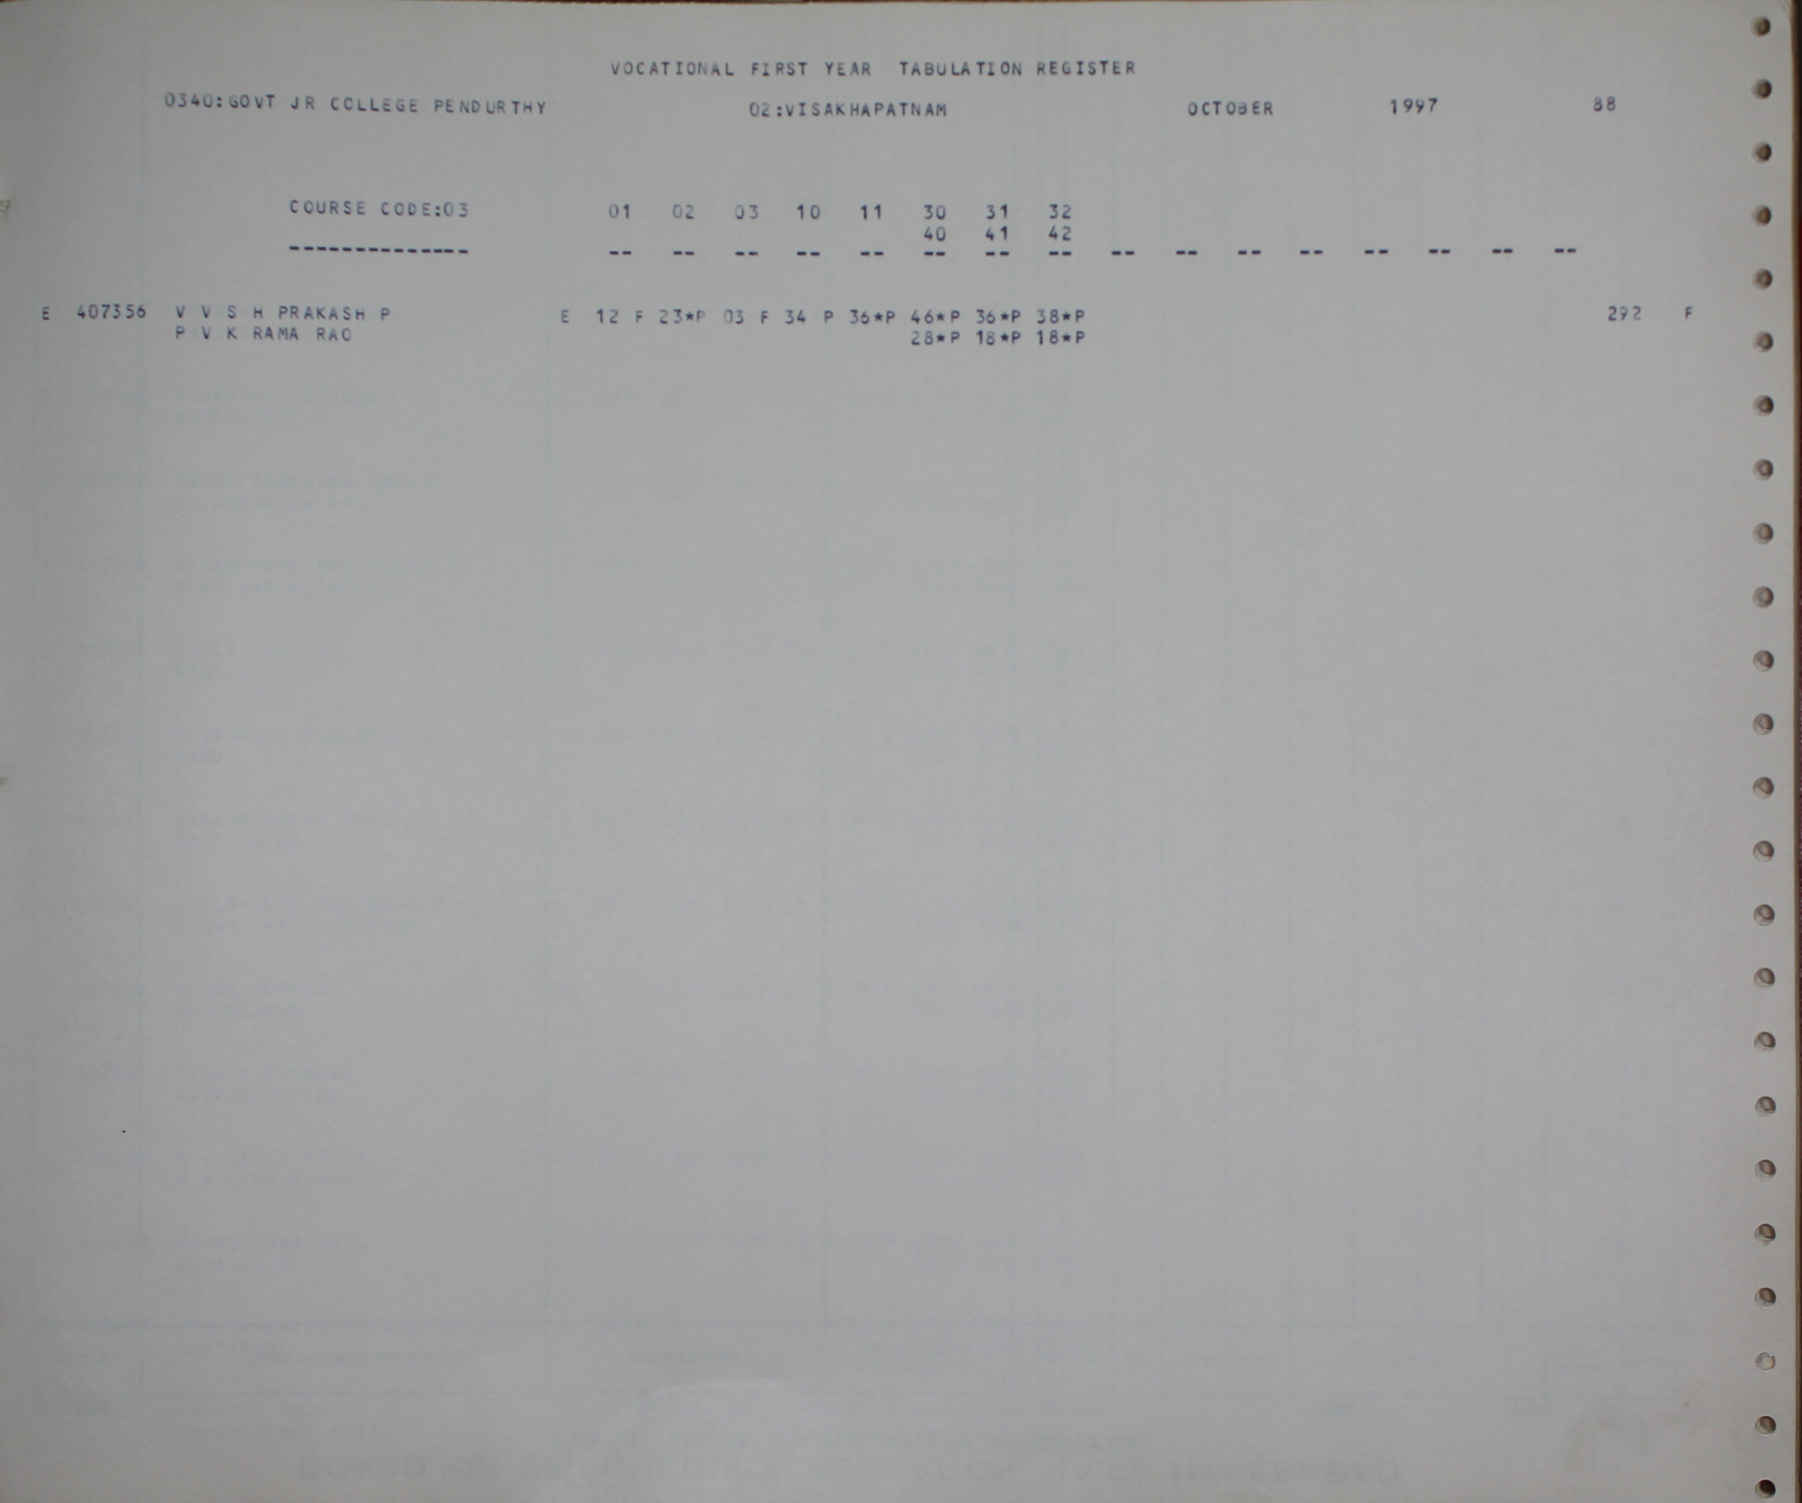 VOCATIONAL FIRST YEAR TABULATION REGISTER
0340:GOVT JR COLLEGE PENDURTHY 02:VISAKHAPATNAM OCTOBER 1997 88
COURSE CODE:03 01 02 03 10 11 30 31 32
40 41 42
-------------- -- -- -- -- -- -- -- -- -- -- -- -- -- -- -- --
E 407356 V V S H PRAKASH P E 12 F 23*P 03 F 34 P 36*P 46*P 36*P 38*P 292 F
P V K RAMA RAO 28*P 18*P 18*P